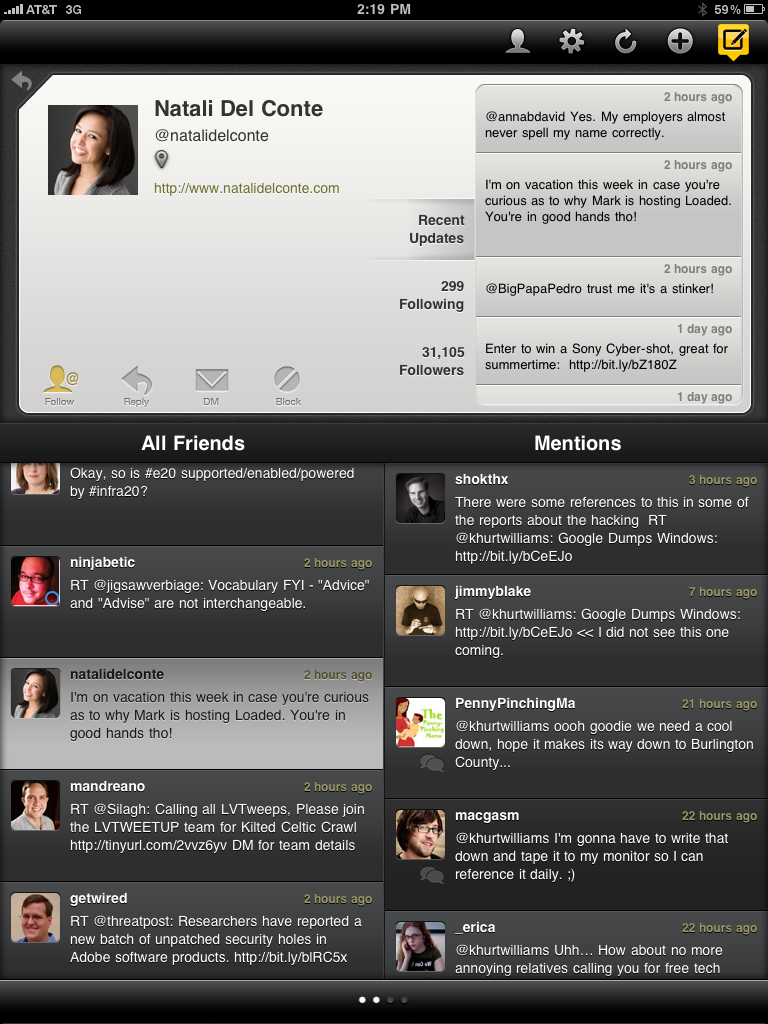 AT&T 3G 2:19 PM 59%
Natali Del Conte
@natalidelconte
http://www.natalidelconte.com
Recent
Updates
299
Following
31,105
Followers
Follow Reply DM Block
2 hours ago
@annabdavid Yes. My employers almost
never spell my name correctly.
2 hours ago
I'm on vacation this week in case you're
curious as to why Mark is hosting Loaded.
You're in good hands tho!
2 hours ago
@BigPapaPedro trust me it's a stinker!
1 day ago
Enter to win a Sony Cyber-shot, great for
summertime: http://bit.ly/bZ180Z
1 day ago
All Friends
Okay, so is #e20 supported/enabled/powered
by #infra20?
ninjabetic 2 hours ago
RT @jigsawverbiage: Vocabulary FYI - "Advice"
and "Advise" are not interchangeable.
natalidelconte 2 hours ago
I'm on vacation this week in case you're curious
as to why Mark is hosting Loaded. You're in
good hands tho!
mandreano 2 hours ago
RT @Silagh: Calling all LVTweeps, Please join
the LVTWEETUP team for Kilted Celtic Crawl
http://tinyurl.com/2vvz6yv DM for team details
getwired 2 hours ago
RT @threatpost: Researchers have reported a
new batch of unpatched security holes in
Adobe software products. http://bit.ly/blRC5x
Mentions
shokthx 3 hours ago
There were some references to this in some of
the reports about the hacking RT
@khurtwilliams: Google Dumps Windows:
http://bit.ly/bCeEJo
jimmyblake 7 hours ago
RT @khurtwilliams: Google Dumps Windows:
http://bit.ly/bCeEJo << I did not see this one
coming.
PennyPinchingMa 21 hours ago
@khurtwilliams oooh goodie we need a cool
down, hope it makes its way down to Burlington
County...
The
Penny-
Pinching
Mama
macgasm 22 hours ago
@khurtwilliams I'm gonna have to write that
down and tape it to my monitor so I can
reference it daily. ;)
_erica 22 hours ago
@khurtwilliams Uhh... How about no more
annoying relatives calling you for free tech